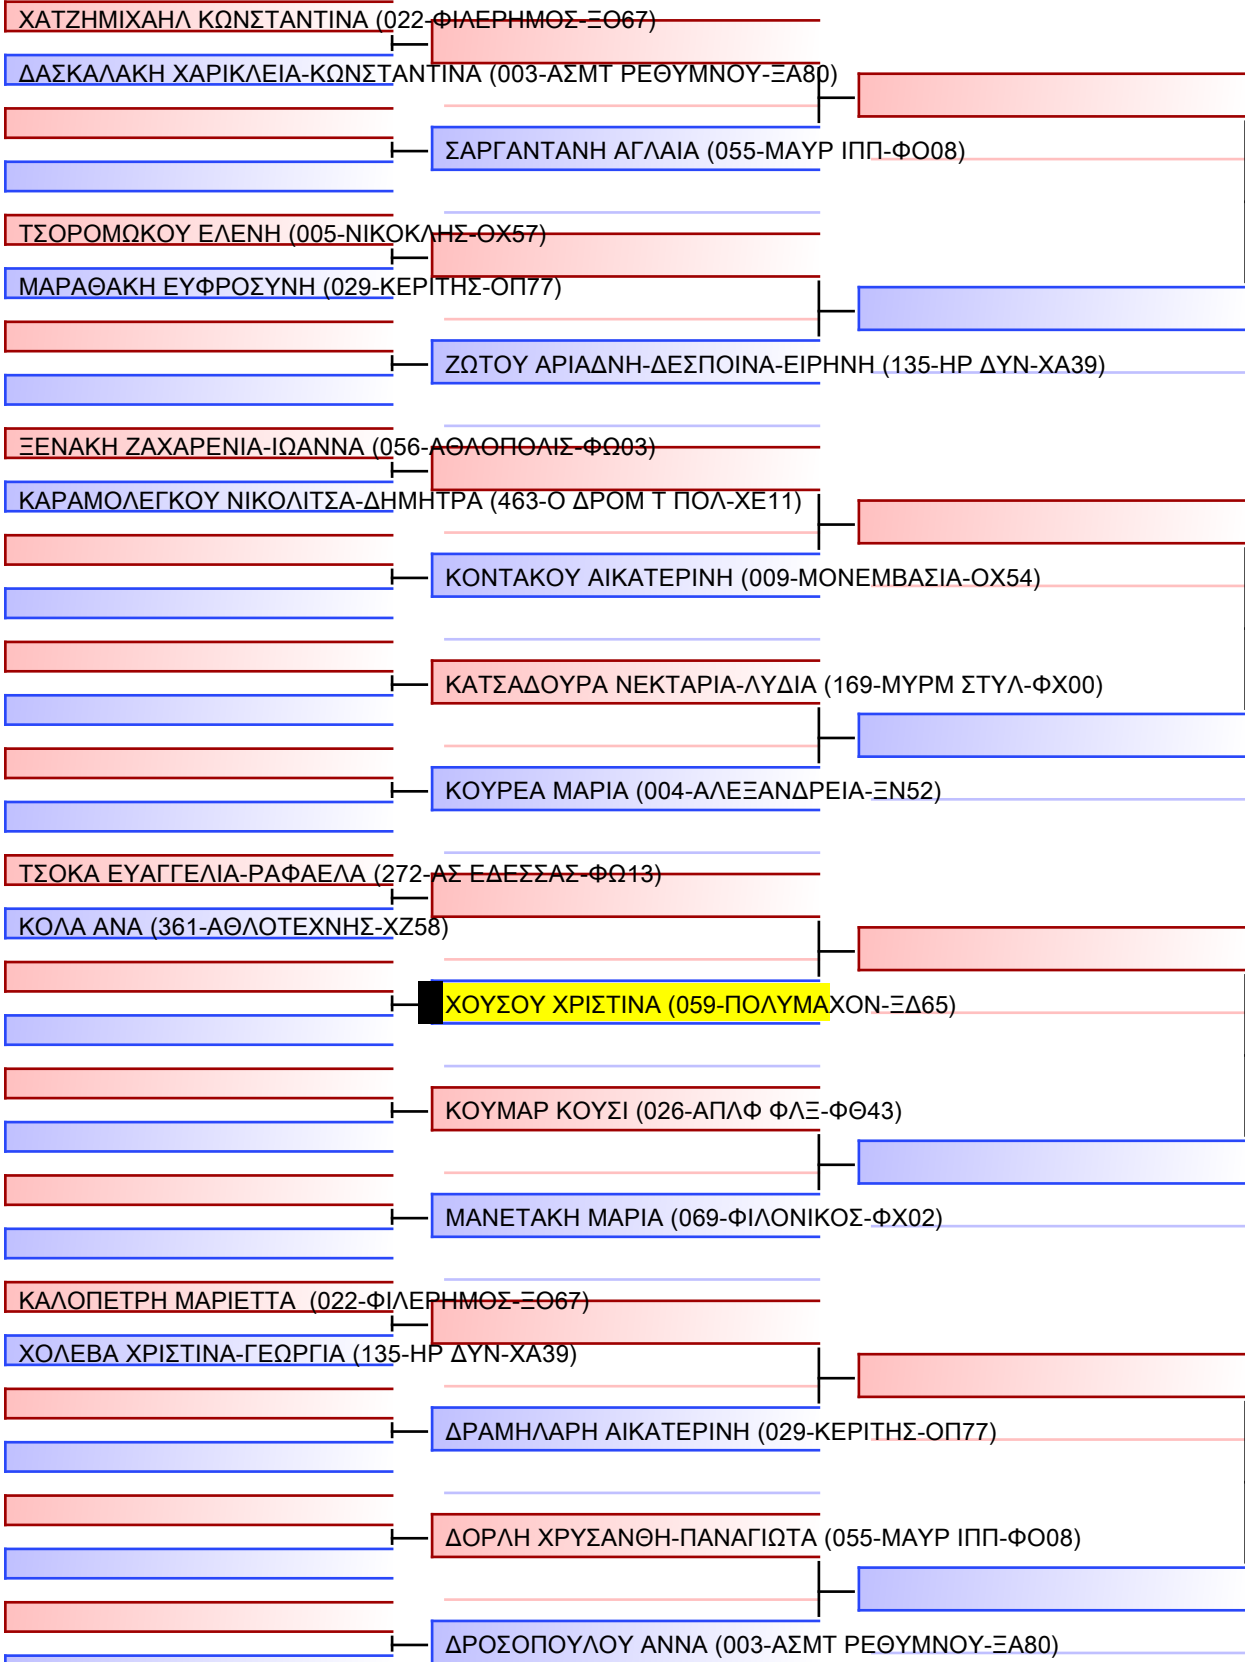 ΧΑΤΖΗΜΙΧΑΗΛ ΚΩΝΣΤΑΝΤΙΝΑ (022-ΦΙΛΕΡΗΜΟΣ-ΞΟ67)
ΔΑΣΚΑΛΑΚΗ ΧΑΡΙΚΛΕΙΑ-ΚΩΝΣΤΑΝΤΙΝΑ (003-ΑΣΜΤ ΡΕΘΥΜΝΟΥ-ΞΑ80)
ΣΑΡΓΑΝΤΑΝΗ ΑΓΛΑΙΑ (055-ΜΑΥΡ ΙΠΠ-ΦΟ08)
ΤΣΟΡΟΜΩΚΟΥ ΕΛΕΝΗ (005-ΝΙΚΟΚΛΗΣ-ΟΧ57)
ΜΑΡΑΘΑΚΗ ΕΥΦΡΟΣΥΝΗ (029-ΚΕΡΙΤΗΣ-ΟΠ77)
ΖΩΤΟΥ ΑΡΙΑΔΝΗ-ΔΕΣΠΟΙΝΑ-ΕΙΡΗΝΗ (135-ΗΡ ΔΥΝ-ΧΑ39)
ΞΕΝΑΚΗ ΖΑΧΑΡΕΝΙΑ-ΙΩΑΝΝΑ (056-ΑΘΛΟΠΟΛΙΣ-ΦΩ03)
ΚΑΡΑΜΟΛΕΓΚΟΥ ΝΙΚΟΛΙΤΣΑ-ΔΗΜΗΤΡΑ (463-Ο ΔΡΟΜ Τ ΠΟΛ-ΧΕ11)
ΚΟΝΤΑΚΟΥ ΑΙΚΑΤΕΡΙΝΗ (009-ΜΟΝΕΜΒΑΣΙΑ-ΟΧ54)
ΚΑΤΣΑΔΟΥΡΑ ΝΕΚΤΑΡΙΑ-ΛΥΔΙΑ (169-ΜΥΡΜ ΣΤΥΛ-ΦΧ00)
ΚΟΥΡΕΑ ΜΑΡΙΑ (004-ΑΛΕΞΑΝΔΡΕΙΑ-ΞΝ52)
ΤΣΟΚΑ ΕΥΑΓΓΕΛΙΑ-ΡΑΦΑΕΛΑ (272-ΑΣ ΕΔΕΣΣΑΣ-ΦΩ13)
ΚΟΛΑ ΑΝΑ (361-ΑΘΛΟΤΕΧΝΗΣ-ΧΖ58)
ΧΟΥΣΟΥ ΧΡΙΣΤΙΝΑ (059-ΠΟΛΥΜΑΧΟΝ-ΞΔ65)
ΚΟΥΜΑΡ ΚΟΥΣΙ (026-ΑΠΛΦ ΦΛΞ-ΦΘ43)
ΜΑΝΕΤΑΚΗ ΜΑΡΙΑ (069-ΦΙΛΟΝΙΚΟΣ-ΦΧ02)
ΚΑΛΟΠΕΤΡΗ ΜΑΡΙΕΤΤΑ (022-ΦΙΛΕΡΗΜΟΣ-ΞΟ67)
ΧΟΛΕΒΑ ΧΡΙΣΤΙΝΑ-ΓΕΩΡΓΙΑ (135-ΗΡ ΔΥΝ-ΧΑ39)
ΔΡΑΜΗΛΑΡΗ ΑΙΚΑΤΕΡΙΝΗ (029-ΚΕΡΙΤΗΣ-ΟΠ77)
ΔΟΡΛΗ ΧΡΥΣΑΝΘΗ-ΠΑΝΑΓΙΩΤΑ (055-ΜΑΥΡ ΙΠΠ-ΦΟ08)
ΔΡΟΣΟΠΟΥΛΟΥ ΑΝΝΑ (003-ΑΣΜΤ ΡΕΘΥΜΝΟΥ-ΞΑ80)